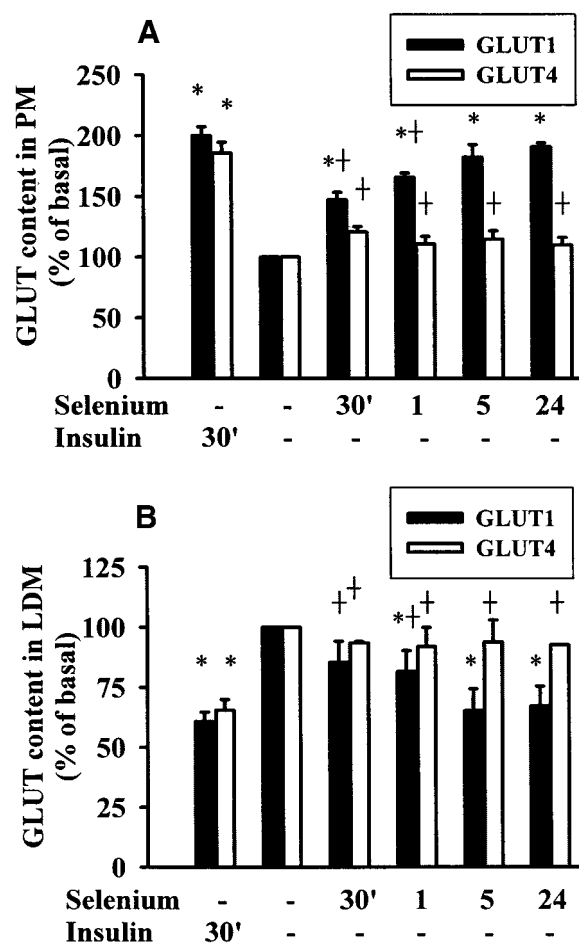 A
GLUT1
GLUT4
GLUT content in PM
(% of basal)
250
200
150
100
50
0
* * *ǂ ǂ *ǂ ǂ * ǂ * ǂ
Selenium - - 30' 1 5 24
Insulin 30' - - - - -
B
GLUT1
GLUT4
GLUT content in LDM
(% of basal)
125
100
75
50
25
0
* * ǂ ǂ *ǂ ǂ * ǂ * ǂ
Selenium - - 30' 1 5 24
Insulin 30' - - - - -